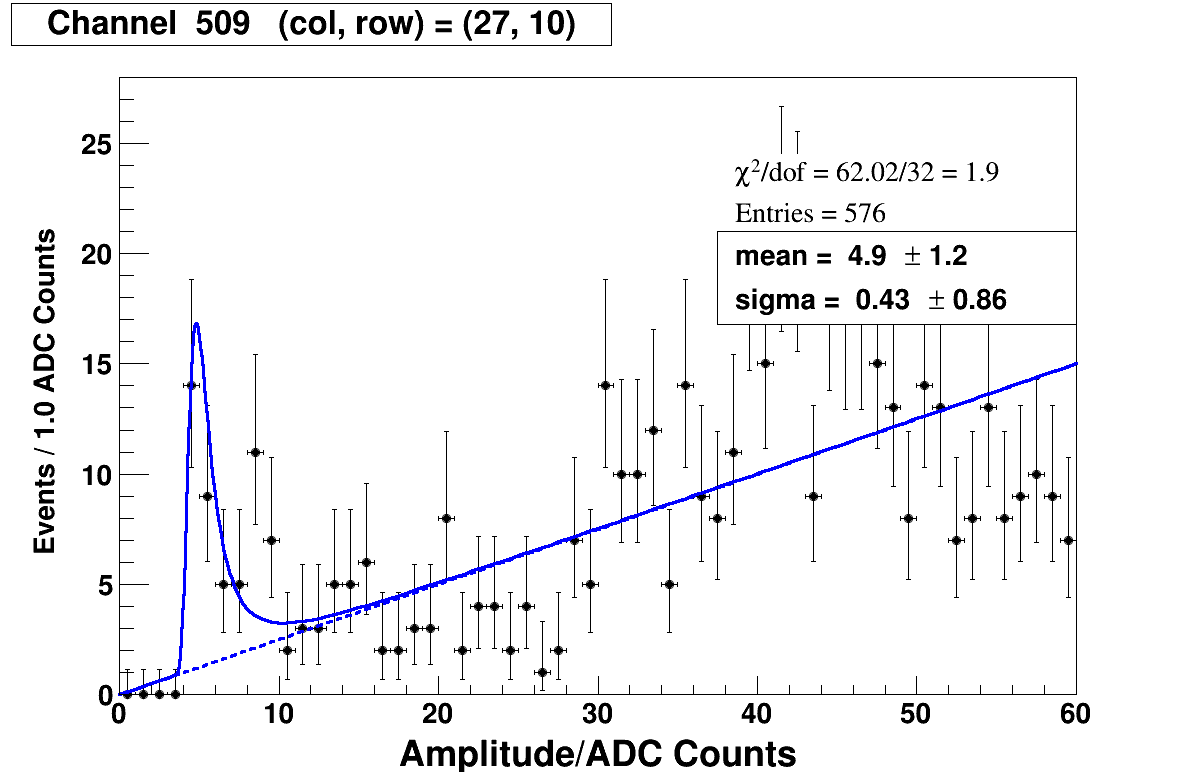 Channel 509 (col, row) = (27, 10)
χ²/dof = 62.02/32 = 1.9
Entries = 576
mean = 4.9 ± 1.2
sigma = 0.43 ± 0.86
Events / 1.0 ADC Counts
25
20
15
10
5
0
0 10 20 30 40 50 60
Amplitude/ADC Counts